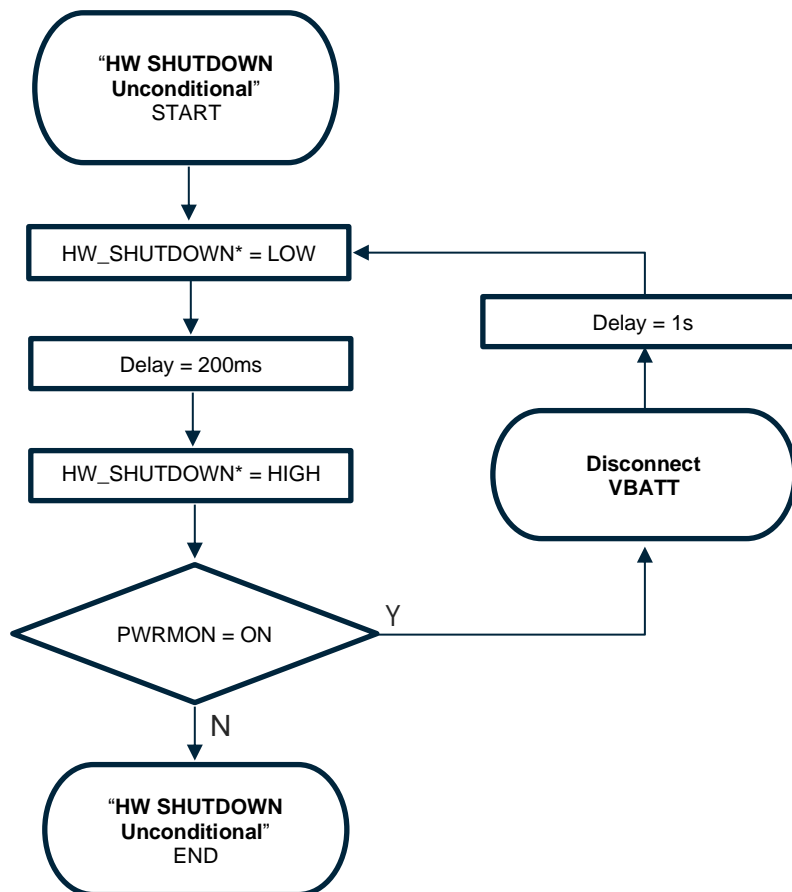 “HW SHUTDOWN
Unconditional”
START
HW_SHUTDOWN* = LOW
Delay = 1s
Delay = 200ms
Disconnect
VBATT
HW_SHUTDOWN* = HIGH
PWRMON = ON
Y
N
“HW SHUTDOWN
Unconditional”
END